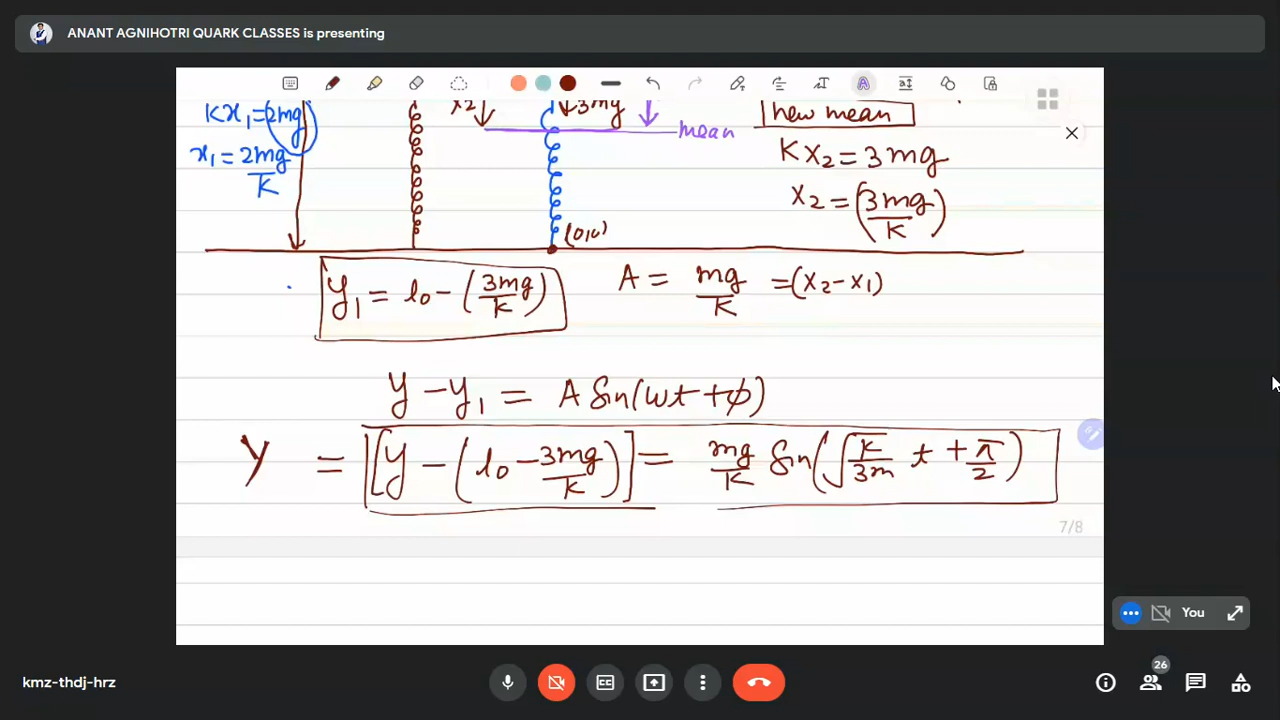 ANANT AGNIHOTRI QUARK CLASSES is presenting
Kx₁=2mg
x₁=2mg/K
x2
3mg
mean
new mean
Kx₂=3mg
x₂=(3mg/K)
(0,0)
y₁ = l₀ - (3mg/K)
A = mg/K =(x₂-x₁)
y-y₁ = A Sin(ωt+φ)
Y = [y-(l₀-3mg/K)] = mg/K Sin(√K/3m t + π/2)
7/8
You
kmz-thdj-hrz
CC
26